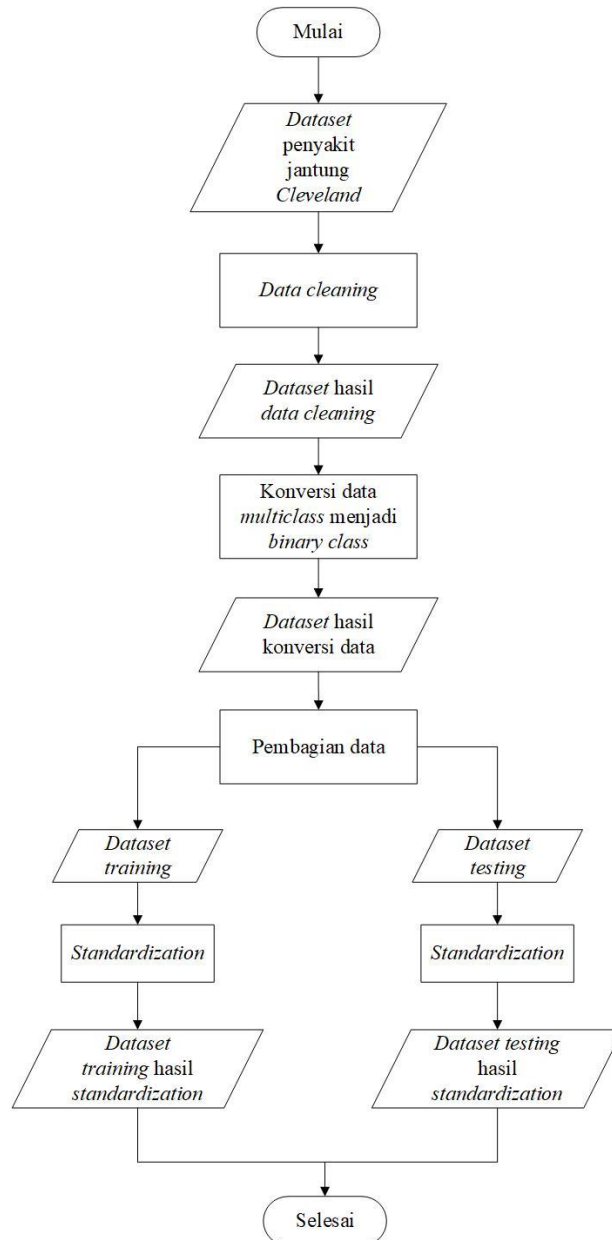 Mulai
Dataset
penyakit
jantung
Cleveland
Data cleaning
Dataset hasil
data cleaning
Konversi data
multiclass menjadi
binary class
Dataset hasil
konversi data
Pembagian data
Dataset
training
Dataset
testing
Standardization
Standardization
Dataset
training hasil
standardization
Dataset testing
hasil
standardization
Selesai